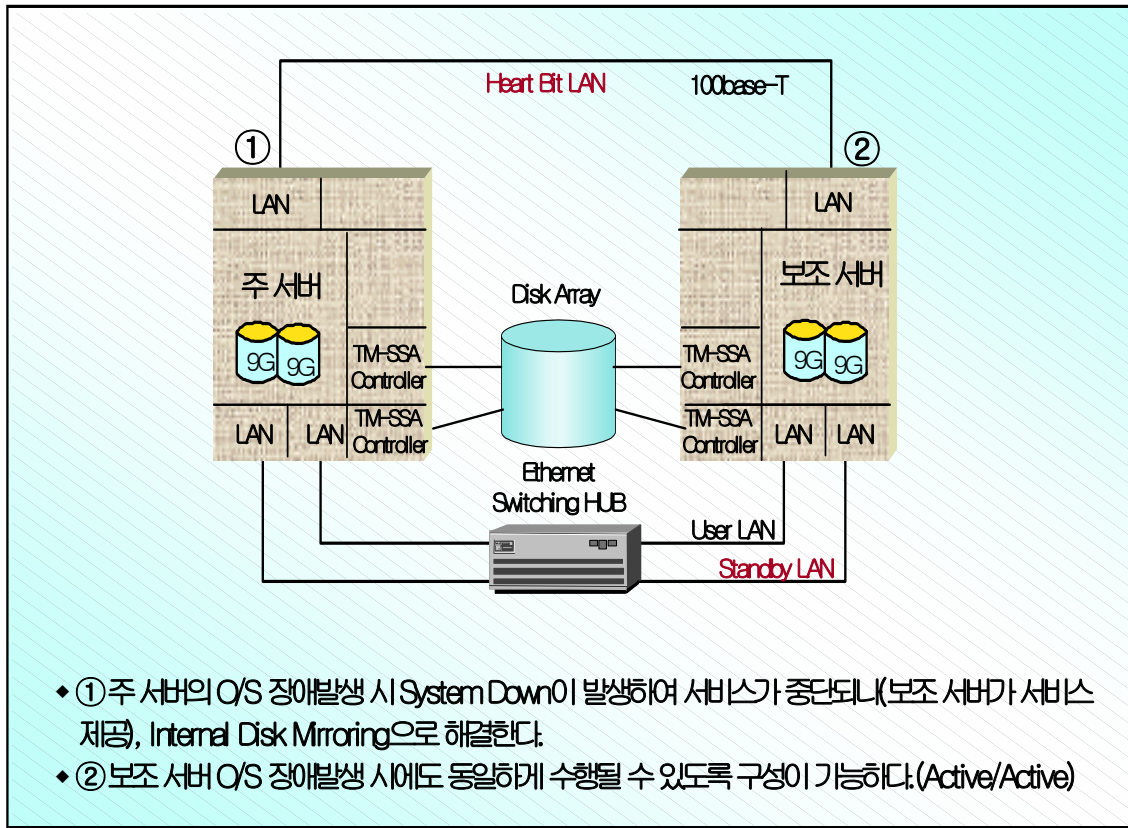 Heart Bit LAN 100base-T
① ②
LAN LAN
주 서버 보조 서버
Disk Array
9G 9G 9G 9G
TM-SSA
Controller
TM-SSA
Controller
TM-SSA
Controller
TM-SSA
Controller
LAN LAN LAN LAN
Ethernet
Switching HUB
User LAN
Standby LAN
◆ ① 주 서버의 O/S 장애발생 시 System Down이 발생하여 서비스가 중단되나(보조 서버가 서비스
제공), Internal Disk Mirroring으로 해결한다.
◆ ② 보조 서버 O/S 장애발생 시에도 동일하게 수행될 수 있도록 구성이 가능하다.(Active/Active)